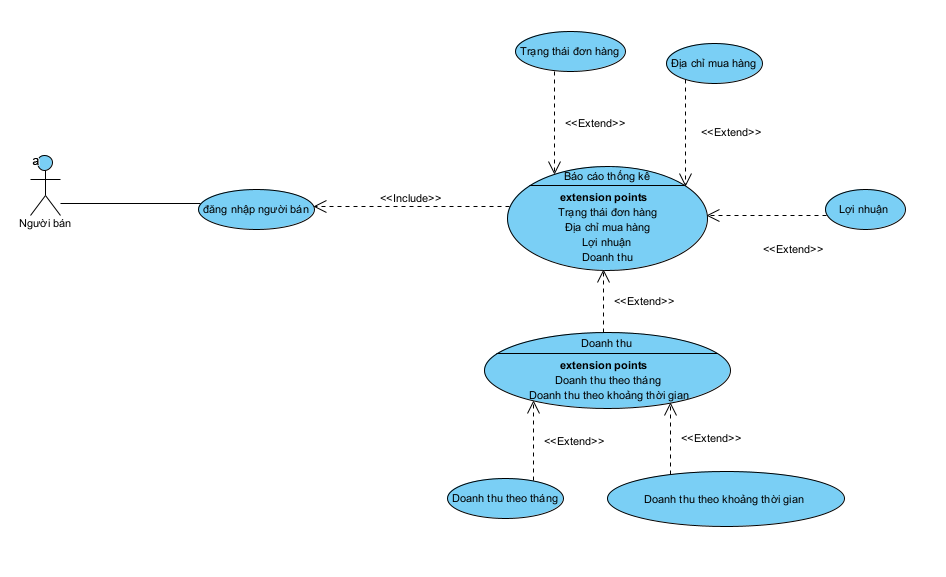 Trạng thái đơn hàng
Địa chỉ mua hàng
<<Extend>>
<<Extend>>
a
Người bán
đăng nhập người bán
<<Include>>
Báo cáo thống kê
extension points
Trạng thái đơn hàng
Địa chỉ mua hàng
Lợi nhuận
Doanh thu
Lợi nhuận
<<Extend>>
<<Extend>>
Doanh thu
extension points
Doanh thu theo tháng
Doanh thu theo khoảng thời gian
<<Extend>>
<<Extend>>
Doanh thu theo tháng
Doanh thu theo khoảng thời gian